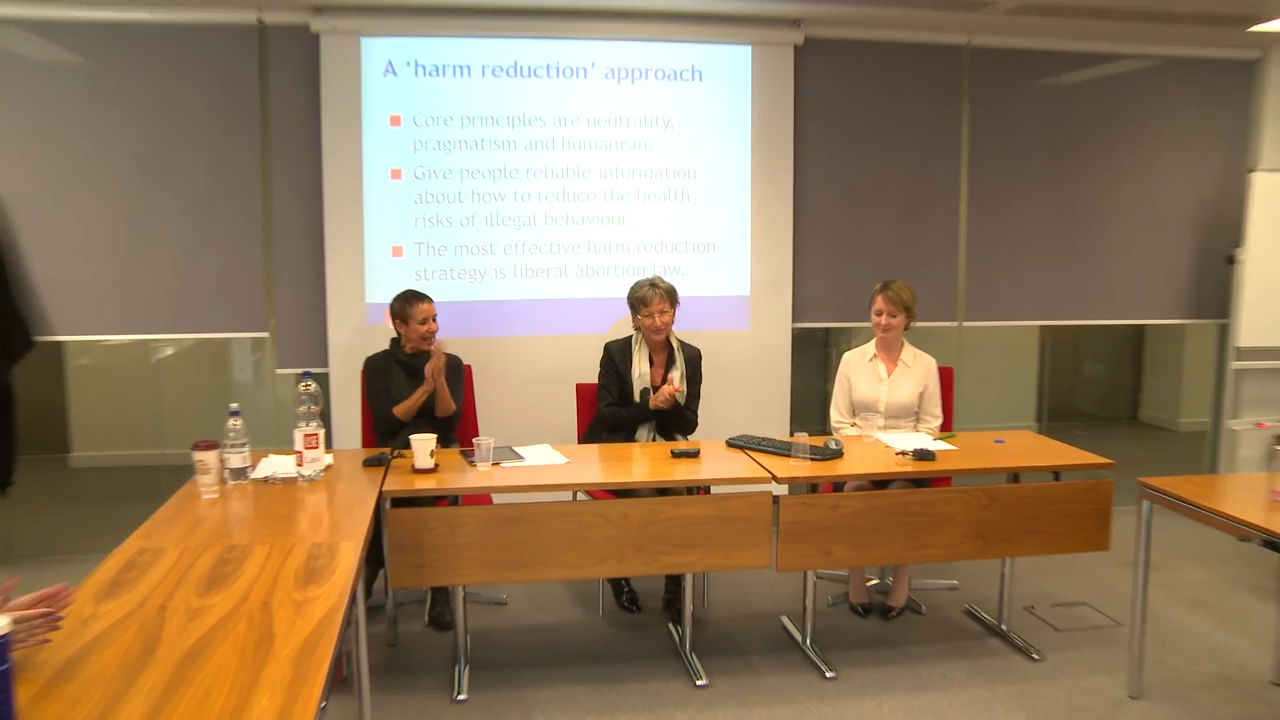 A ‘harm reduction’ approach
Core principles are neutrality,
pragmatism and humanism.
Give people reliable information
about how to reduce the health
risks of illegal behaviour.
The most effective harm reduction
strategy is liberal abortion law.